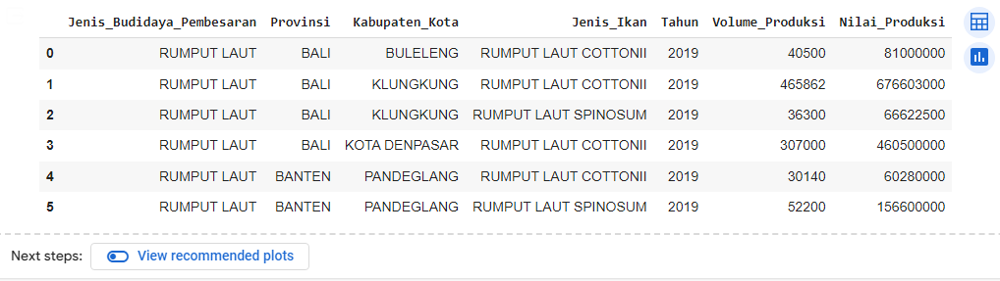 Jenis_Budidaya_Pembesaran Provinsi Kabupaten_Kota Jenis_Ikan Tahun Volume_Produksi Nilai_Produksi
0 RUMPUT LAUT BALI BULELENG RUMPUT LAUT COTTONII 2019 40500 81000000
1 RUMPUT LAUT BALI KLUNGKUNG RUMPUT LAUT COTTONII 2019 465862 676603000
2 RUMPUT LAUT BALI KLUNGKUNG RUMPUT LAUT SPINOSUM 2019 36300 66622500
3 RUMPUT LAUT BALI KOTA DENPASAR RUMPUT LAUT COTTONII 2019 307000 460500000
4 RUMPUT LAUT BANTEN PANDEGLANG RUMPUT LAUT COTTONII 2019 30140 60280000
5 RUMPUT LAUT BANTEN PANDEGLANG RUMPUT LAUT SPINOSUM 2019 52200 156600000
Next steps: View recommended plots